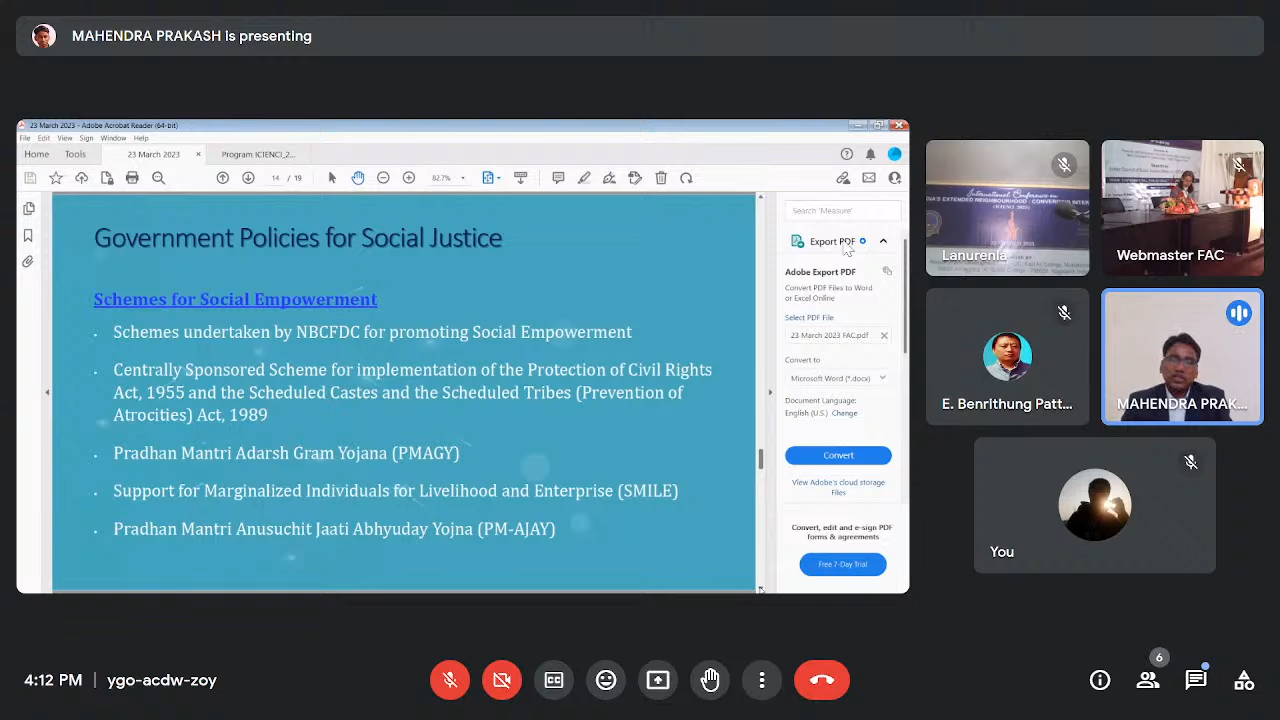 MAHENDRA PRAKASH is presenting
23 March 2023 - Adobe Acrobat Reader (64-bit)
File Edit View Sign Window Help
Home Tools 23 March 2023 × Program ICTENCI_2...
14 / 19 82.7%
Government Policies for Social Justice
Schemes for Social Empowerment
Schemes undertaken by NBCFDC for promoting Social Empowerment
Centrally Sponsored Scheme for implementation of the Protection of Civil Rights
Act, 1955 and the Scheduled Castes and the Scheduled Tribes (Prevention of
Atrocities) Act, 1989
Pradhan Mantri Adarsh Gram Yojana (PMAGY)
Support for Marginalized Individuals for Livelihood and Enterprise (SMILE)
Pradhan Mantri Anusuchit Jaati Abhyuday Yojna (PM-AJAY)
Search 'Measure'
Export PDF
Adobe Export PDF
Convert PDF Files to Word
or Excel Online
Select PDF File
23 March 2023 FAC.pdf
Convert to
Microsoft Word (*.docx)
Document Language:
English (U.S.) Change
Convert
View Adobe's cloud storage
Files
Convert, edit and e-sign PDF
forms & agreements
Free 7-Day Trial
International Conference on
EXTENDED NEIGHBOURHOOD
Lanurenla
Webmaster FAC
E. Benrithung Patt...
MAHENDRA PRAK...
You
4:12 PM ygo-acdw-zoy
6